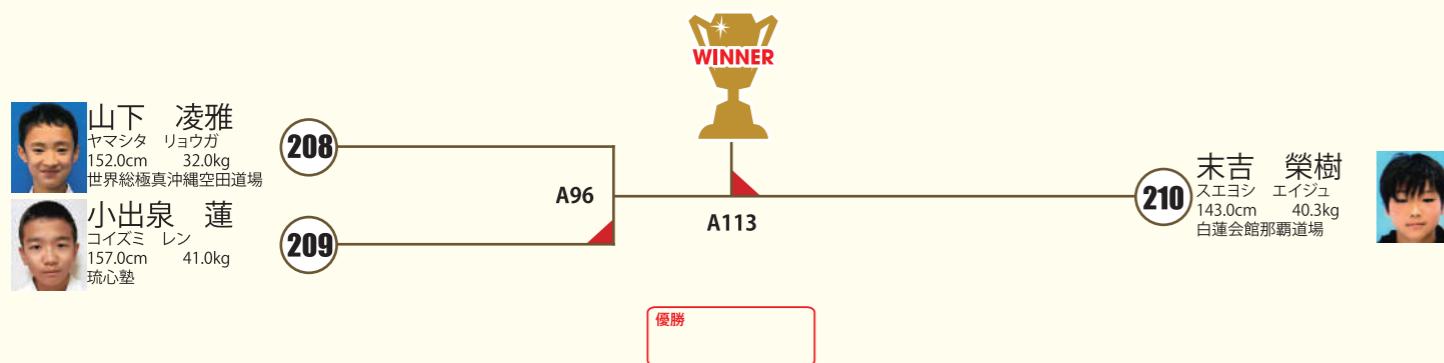 WINNER
山下　凌雅
ヤマシタ　リョウガ
152.0cm　32.0kg
世界総極真沖縄空田道場
208
小出泉　蓮
コイズミ　レン
157.0cm　41.0kg
琉心塾
209
A96
A113
210
末吉　榮樹
スエヨシ　エイジュ
143.0cm　40.3kg
白蓮会館那覇道場
優勝